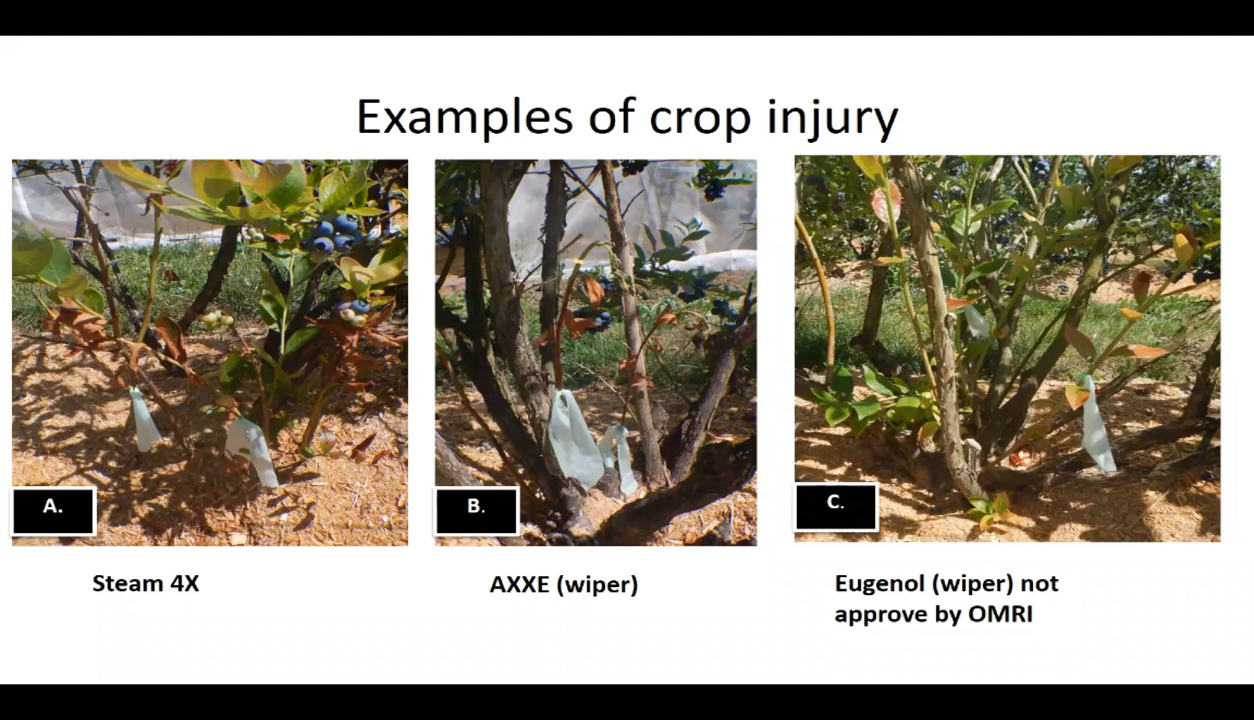 Examples of crop injury
A.
B.
C.
Steam 4X
AXXE (wiper)
Eugenol (wiper) not
approve by OMRI